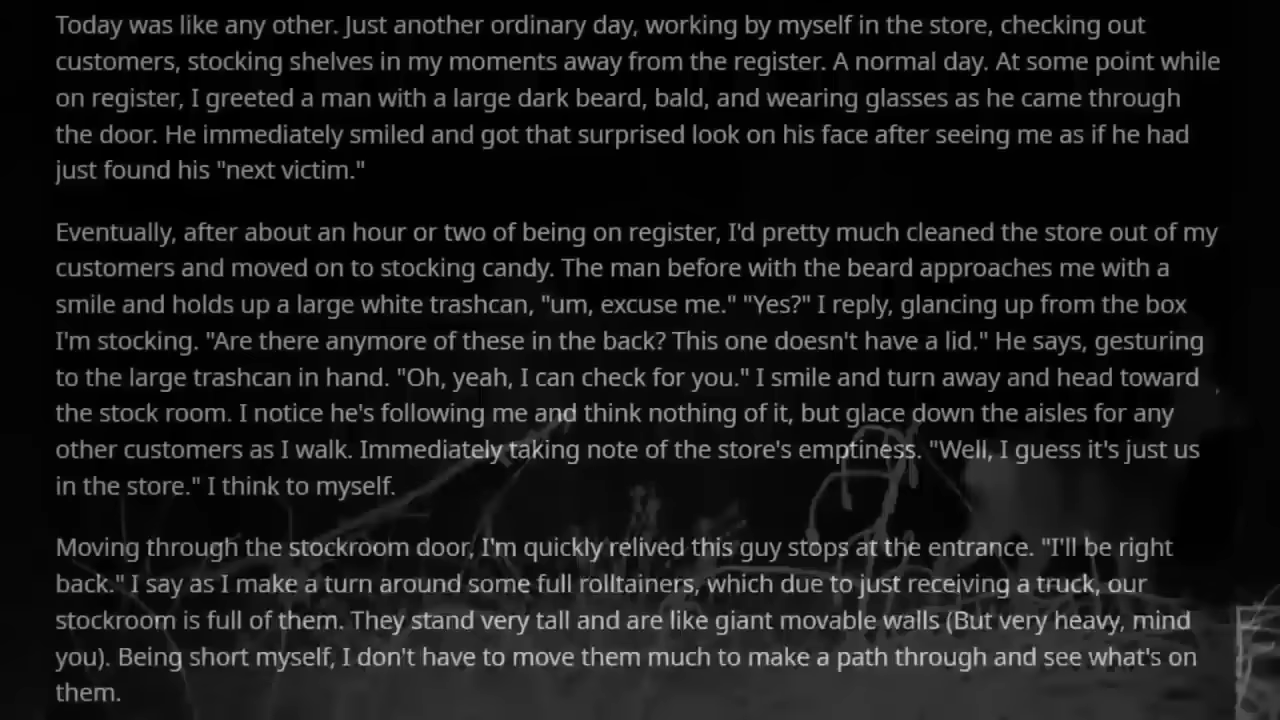 Today was like any other. Just another ordinary day, working by myself in the store, checking out
customers, stocking shelves in my moments away from the register. A normal day. At some point while
on register, I greeted a man with a large dark beard, bald, and wearing glasses as he came through
the door. He immediately smiled and got that surprised look on his face after seeing me as if he had
just found his "next victim."
Eventually, after about an hour or two of being on register, I'd pretty much cleaned the store out of my
customers and moved on to stocking candy. The man before with the beard approaches me with a
smile and holds up a large white trashcan, "um, excuse me." "Yes?" I reply, glancing up from the box
I'm stocking. "Are there anymore of these in the back? This one doesn't have a lid." He says, gesturing
to the large trashcan in hand. "Oh, yeah, I can check for you." I smile and turn away and head toward
the stock room. I notice he's following me and think nothing of it, but glace down the aisles for any
other customers as I walk. Immediately taking note of the store's emptiness. "Well, I guess it's just us
in the store." I think to myself.
Moving through the stockroom door, I'm quickly relived this guy stops at the entrance. "I'll be right
back." I say as I make a turn around some full rolltainers, which due to just receiving a truck, our
stockroom is full of them. They stand very tall and are like giant movable walls (But very heavy, mind
you). Being short myself, I don't have to move them much to make a path through and see what's on
them.